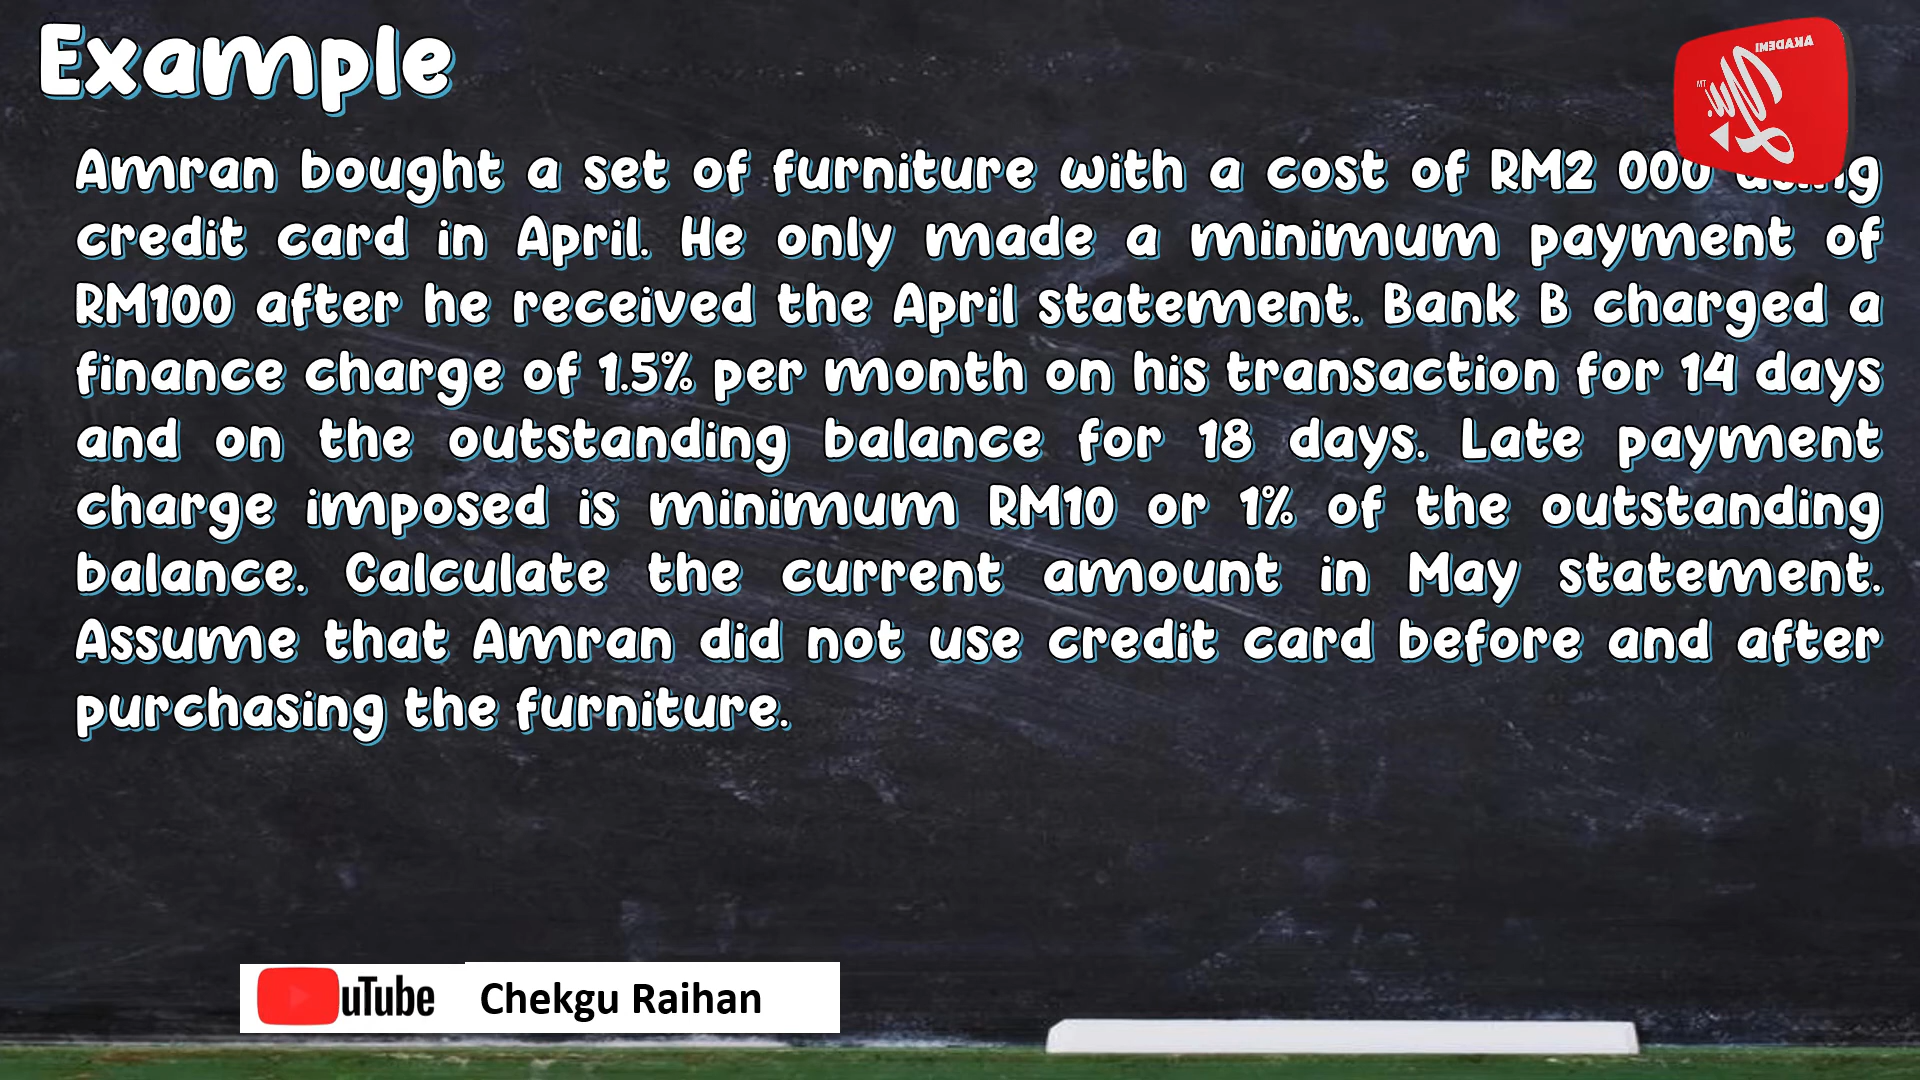 Example
AKADEMI
TM
Amran bought a set of furniture with a cost of RM2 000
credit card in April. He only made a minimum payment of
RM100 after he received the April statement. Bank B charged a
finance charge of 1.5% per month on his transaction for 14 days
and on the outstanding balance for 18 days. Late payment
charge imposed is minimum RM10 or 1% of the outstanding
balance. Calculate the current amount in May statement.
Assume that Amran did not use credit card before and after
purchasing the furniture.
uTube Chekgu Raihan